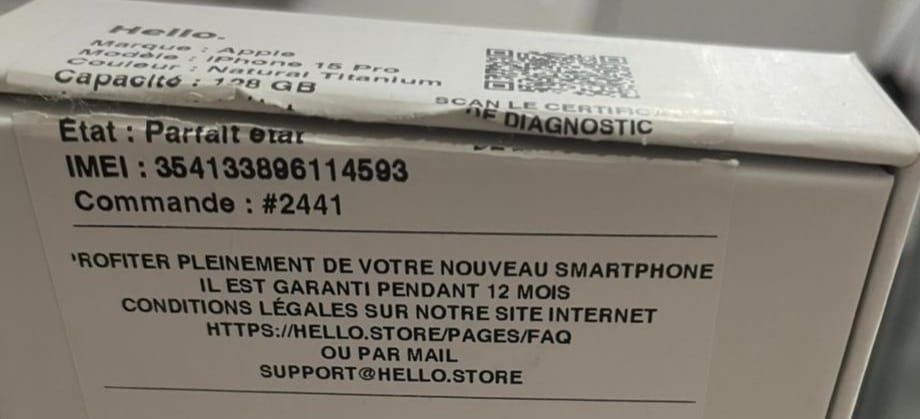 Hello.
Marque : Apple
Modèle : iPhone 15 Pro
Couleur : Natural Titanium
Capacité : 128 GB
SCAN LE CERTIFICA
DE DIAGNOSTIC
État : Parfait état
IMEI : 354133896114593
Commande : #2441
'ROFITER PLEINEMENT DE VOTRE NOUVEAU SMARTPHONE
IL EST GARANTI PENDANT 12 MOIS
CONDITIONS LÉGALES SUR NOTRE SITE INTERNET
HTTPS://HELLO.STORE/PAGES/FAQ
OU PAR MAIL
SUPPORT@HELLO.STORE